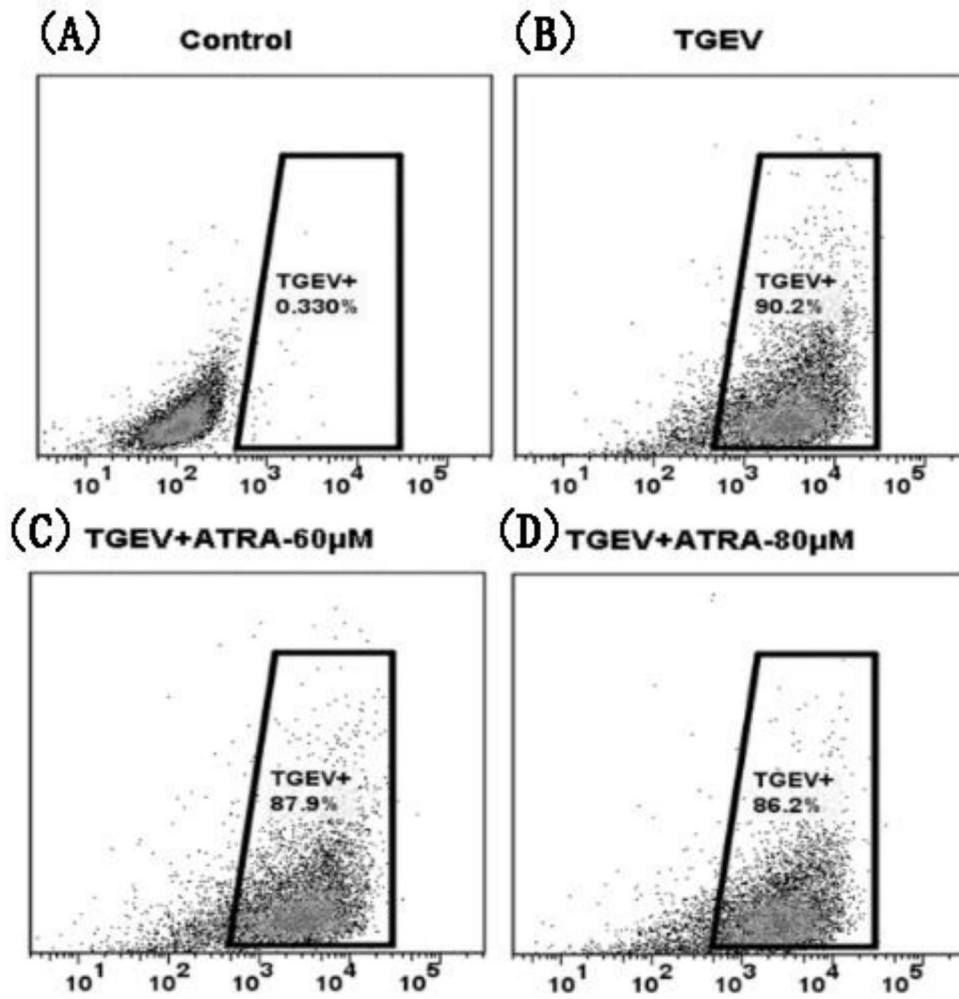 (A) Control
(B) TGEV
TGEV+
0.330%
TGEV+
90.2%
10¹ 10² 10³ 10⁴ 10⁵
10¹ 10² 10³ 10⁴ 10⁵
(C) TGEV+ATRA-60µM
(D) TGEV+ATRA-80µM
TGEV+
87.9%
TGEV+
86.2%
10¹ 10² 10³ 10⁴ 10⁵
10¹ 10² 10³ 10⁴ 10⁵